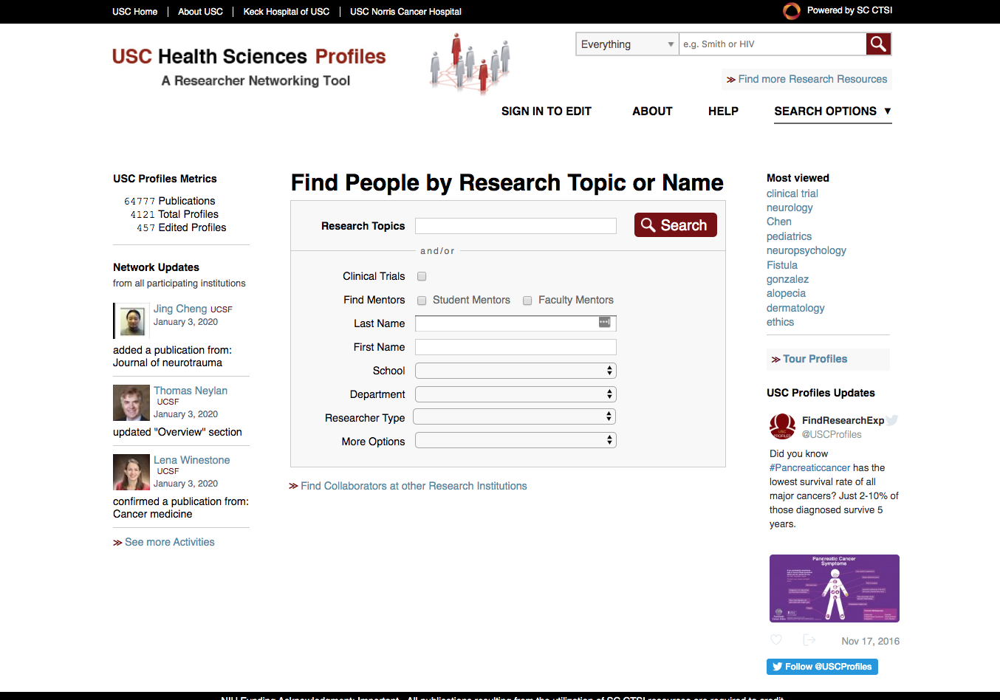 USC Home
About USC
Keck Hospital of USC
USC Norris Cancer Hospital
Powered by SC CTSI
USC Health Sciences Profiles
A Researcher Networking Tool
Everything
e.g. Smith or HIV
Find more Research Resources
SIGN IN TO EDIT
ABOUT
HELP
SEARCH OPTIONS ▼
USC Profiles Metrics
64777 Publications
4121 Total Profiles
457 Edited Profiles
Network Updates
from all participating institutions
Jing Cheng UCSF
January 3, 2020
added a publication from:
Journal of neurotrauma
Thomas Neylan
UCSF
January 3, 2020
updated "Overview" section
Lena Winestone
UCSF
January 3, 2020
confirmed a publication from:
Cancer medicine
See more Activities
Find People by Research Topic or Name
Research Topics
Search
and/or
Clinical Trials
Find Mentors Student Mentors Faculty Mentors
Last Name
First Name
School
Department
Researcher Type
More Options
Find Collaborators at other Research Institutions
Most viewed
clinical trial
neurology
Chen
pediatrics
neuropsychology
Fistula
gonzalez
alopecia
dermatology
ethics
Tour Profiles
USC Profiles Updates
USC
PROFILES
FindResearchExp
@USCProfiles
Did you know
#Pancreaticcancer has the
lowest survival rate of all
major cancers? Just 2-10% of
those diagnosed survive 5
years.
Pancreatic Cancer
Symptoms
Nov 17, 2016
Follow @USCProfiles
NIH Funding Acknowledgment: Important - All publications resulting from the utilization of SC CTSI resources are required to credit